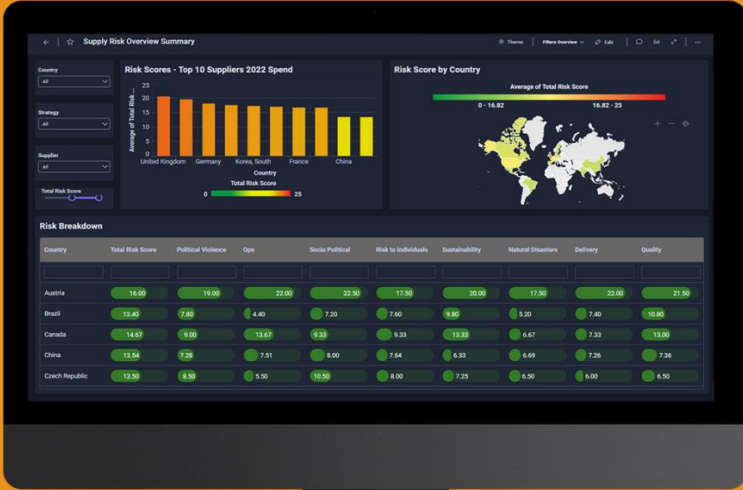 Supply Risk Overview Summary
Theme
Filters Overview
Edit
Country
All
Strategy
All
Supplier
All
Total Risk Score
Risk Scores - Top 10 Suppliers 2022 Spend
Average of Total Risk ...
25
20
15
10
5
0
United Kingdom Germany Korea, South France China
Country
Total Risk Score
0 25
Risk Score by Country
Average of Total Risk Score
0 - 16.82 16.82 - 25
Risk Breakdown
Country Total Risk Score Political Violence Ops Socio Political Risk to Individuals Sustainability Natural Disasters Delivery Quality
Austria 16.00 19.00 22.00 22.50 17.50 20.00 17.50 22.00 21.50
Brazil 13.40 7.80 4.40 7.20 7.60 9.80 5.20 7.40 10.80
Canada 14.67 9.00 13.67 9.33 9.33 13.33 6.67 7.33 13.00
China 13.54 7.28 7.51 8.00 7.64 6.33 6.69 7.26 7.36
Czech Republic 13.50 8.50 5.50 10.50 8.00 7.25 6.50 6.00 6.50